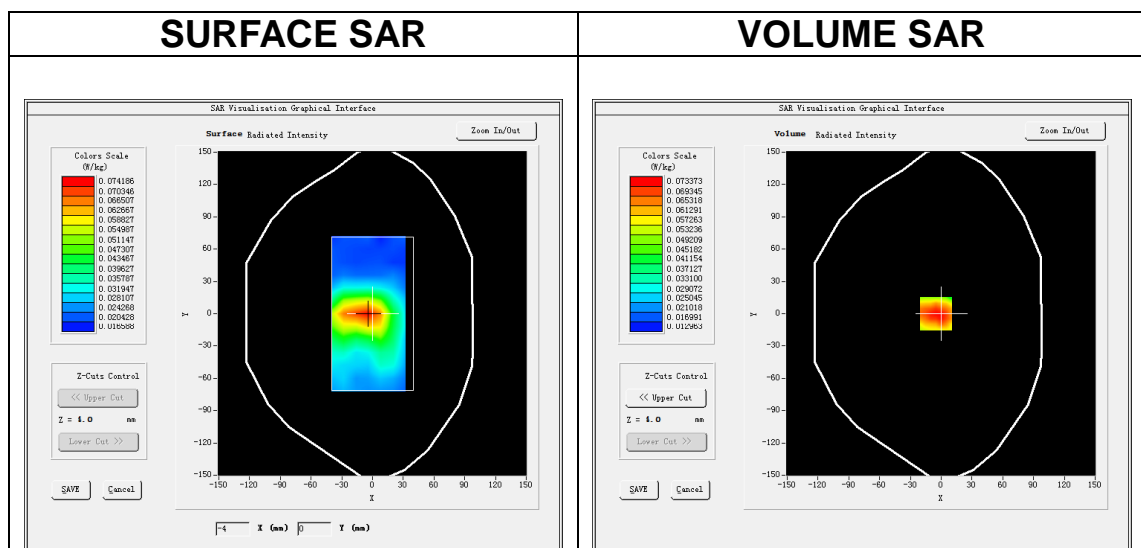 SURFACE SAR
VOLUME SAR
SAR Visualisation Graphical Interface
Surface Radiated Intensity
Zoom In/Out
Colors Scale
(W/kg)
0.074186
0.070346
0.066507
0.062667
0.058827
0.054987
0.051147
0.047307
0.043467
0.039627
0.035787
0.031947
0.028107
0.024268
0.020428
0.016588
Z-Cuts Control
<< Upper Cut
Z = 4.0 mm
Lower Cut >>
SAVE Cancel
150
120
90
60
30
0
-30
-60
-90
-120
-150
Y
-150 -120 -90 -60 -30 0 30 60 90 120 150
X
-4 X (mm) 0 Y (mm)
SAR Visualisation Graphical Interface
Volume Radiated Intensity
Zoom In/Out
Colors Scale
(W/kg)
0.073373
0.069345
0.065318
0.061291
0.057263
0.053236
0.049209
0.045182
0.041154
0.037127
0.033100
0.029072
0.025045
0.021018
0.016991
0.012963
Z-Cuts Control
<< Upper Cut
Z = 4.0 mm
Lower Cut >>
SAVE Cancel
150
120
90
60
30
0
-30
-60
-90
-120
-150
Y
-150 -120 -90 -60 -30 0 30 60 90 120 150
X